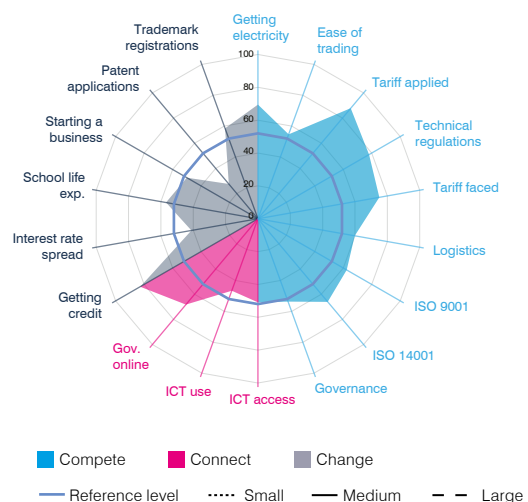 Getting
electricity
Ease of
trading
Tariff applied
Technical
regulations
Tariff faced
Logistics
ISO 9001
ISO 14001
Governance
ICT access
ICT use
Gov.
online
Getting
credit
Interest rate
spread
School life
exp.
Starting a
business
Patent
applications
Trademark
registrations
100
80
60
40
20
0
Compete
Connect
Change
Reference level
Small
Medium
Large